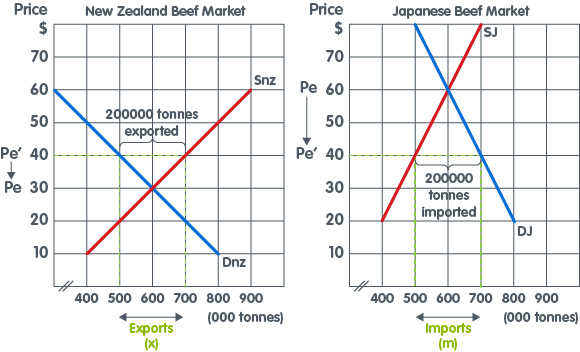 Price
$
New Zealand Beef Market
70
60
50
40
30
20
10
Pe′
Pe
Snz
200000 tonnes
exported
Dnz
400 500 600 700 800 900
(000 tonnes)
Exports
(x)
Price
$
Japanese Beef Market
70
60
50
40
30
20
10
Pe
Pe′
SJ
200000
tonnes
imported
DJ
400 500 600 700 800 900
(000 tonnes)
Imports
(m)